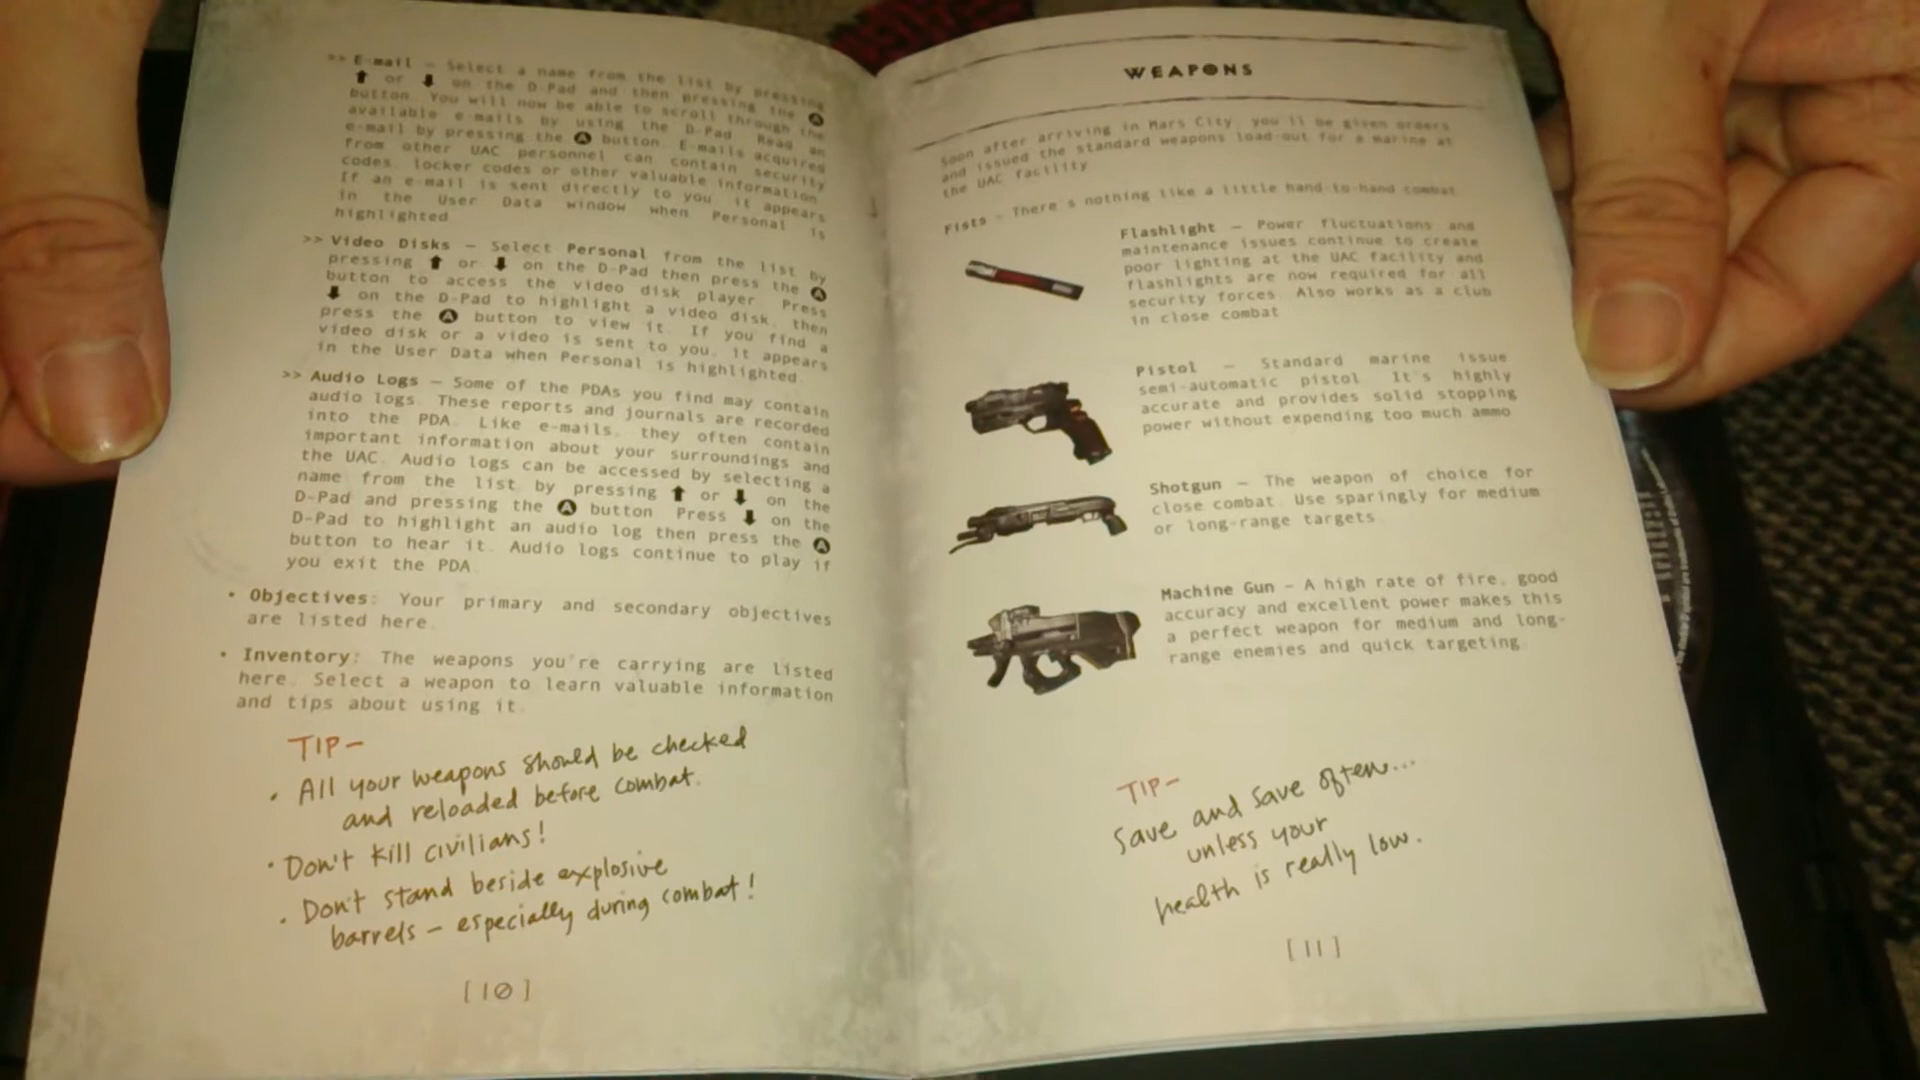 >> E-mail – Select a name from the list by pressing
⬆ or ⬇ on the D-Pad and then pressing the Ⓐ
button. You will now be able to scroll through the
available e-mails by using the D-Pad. Read an
e-mail by pressing the Ⓐ button. E-mails acquired
from other UAC personnel can contain security
codes, locker codes or other valuable information.
If an e-mail is sent directly to you, it appears
in the User Data window when Personal is
highlighted
>> Video Disks – Select Personal from the list by
pressing ⬆ or ⬇ on the D-Pad then press the Ⓐ
button to access the video disk player. Press
⬇ on the D-Pad to highlight a video disk, then
press the Ⓐ button to view it. If you find a
video disk or a video is sent to you, it appears
in the User Data when Personal is highlighted
>> Audio Logs – Some of the PDAs you find may contain
audio logs. These reports and journals are recorded
into the PDA. Like e-mails, they often contain
important information about your surroundings and
the UAC. Audio logs can be accessed by selecting a
name from the list by pressing ⬆ or ⬇ on the
D-Pad and pressing the Ⓐ button. Press ⬇ on the
D-Pad to highlight an audio log then press the Ⓐ
button to hear it. Audio logs continue to play if
you exit the PDA.
• Objectives: Your primary and secondary objectives
are listed here.
• Inventory: The weapons you're carrying are listed
here. Select a weapon to learn valuable information
and tips about using it.
TIP–
• All your weapons should be checked
and reloaded before combat.
• Don't kill civilians!
• Don't stand beside explosive
barrels – especially during combat!
[10]
WEAPONS
Soon after arriving in Mars City, you'll be given orders
and issued the standard weapons load-out for a marine at
the UAC facility
Fists – There's nothing like a little hand-to-hand combat
Flashlight – Power fluctuations and
maintenance issues continue to create
poor lighting at the UAC facility and
flashlights are now required for all
security forces. Also works as a club
in close combat
Pistol – Standard marine issue
semi-automatic pistol. It's highly
accurate and provides solid stopping
power without expending too much ammo
Shotgun – The weapon of choice for
close combat. Use sparingly for medium
or long-range targets
Machine Gun – A high rate of fire, good
accuracy and excellent power makes this
a perfect weapon for medium and long-
range enemies and quick targeting.
TIP–
Save and save often...
unless your
health is really low.
[11]